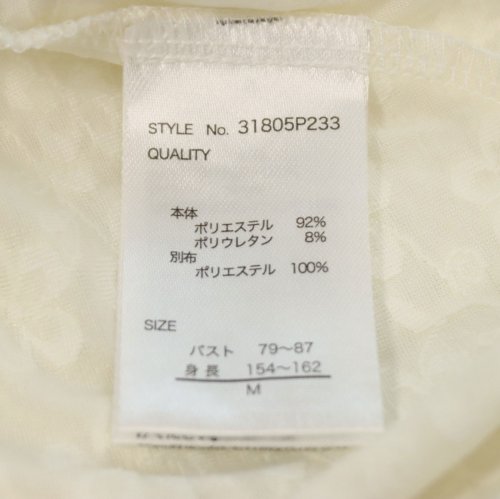 STYLE No. 31805P233
QUALITY
本体
ポリエステル 92%
ポリウレタン 8%
別布
ポリエステル 100%
SIZE
バスト 79～87
身長 154～162
M